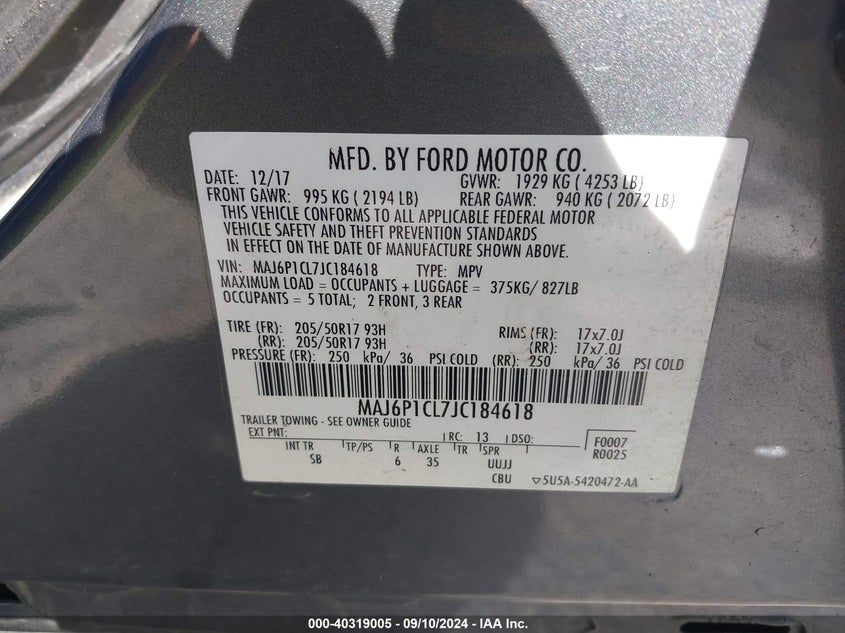 MFD. BY FORD MOTOR CO.
DATE: 12/17 GVWR: 1929 KG ( 4253 LB)
FRONT GAWR: 995 KG ( 2194 LB) REAR GAWR: 940 KG ( 2072 LB)
THIS VEHICLE CONFORMS TO ALL APPLICABLE FEDERAL MOTOR
VEHICLE SAFETY AND THEFT PREVENTION STANDARDS
IN EFFECT ON THE DATE OF MANUFACTURE SHOWN ABOVE.
VIN: MAJ6P1CL7JC184618 TYPE: MPV
MAXIMUM LOAD = OCCUPANTS + LUGGAGE = 375KG/ 827LB
OCCUPANTS = 5 TOTAL; 2 FRONT, 3 REAR
TIRE (FR): 205/50R17 93H RIMS (FR): 17x7.0J
(RR): 205/50R17 93H (RR): 17x7.0J
PRESSURE (FR): 250 kPa/ 36 PSI COLD (RR): 250 kPa/ 36 PSI COLD
MAJ6P1CL7JC184618
TRAILER TOWING - SEE OWNER GUIDE
EXT PNT: RC: 13 DSO: F0007
INT TR TP/PS R AXLE TR SPR R0025
SB 6 35 UUJJ
CBU 5U5A-5420472-AA
000-40319005 - 09/10/2024 - IAA Inc.